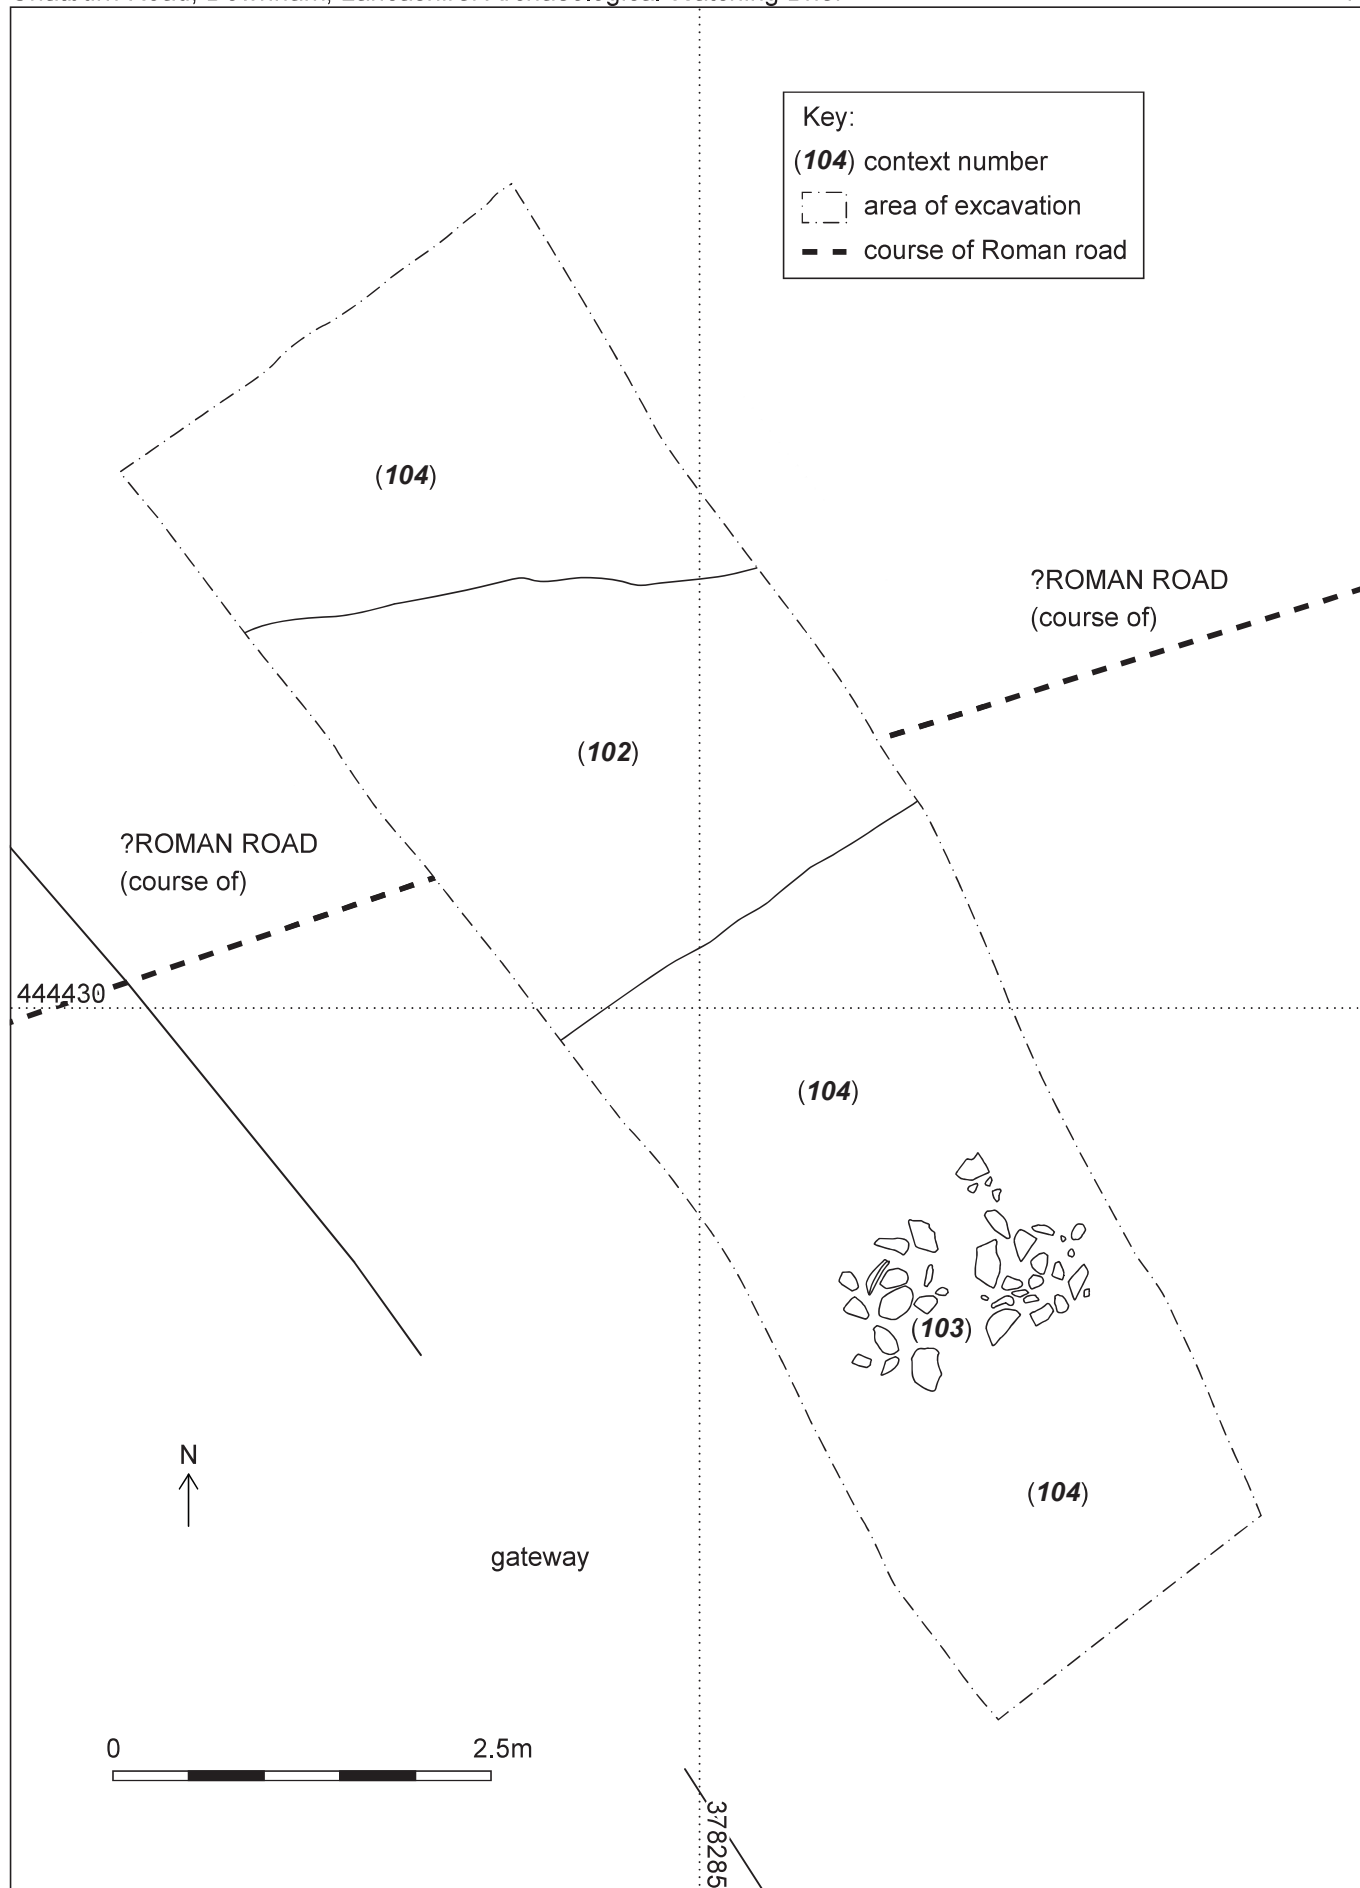 Key:
(104) context number
area of excavation
course of Roman road
(104)
?ROMAN ROAD
(course of)
(102)
?ROMAN ROAD
(course of)
444430
(104)
(103)
N
(104)
gateway
0 2.5m
378285